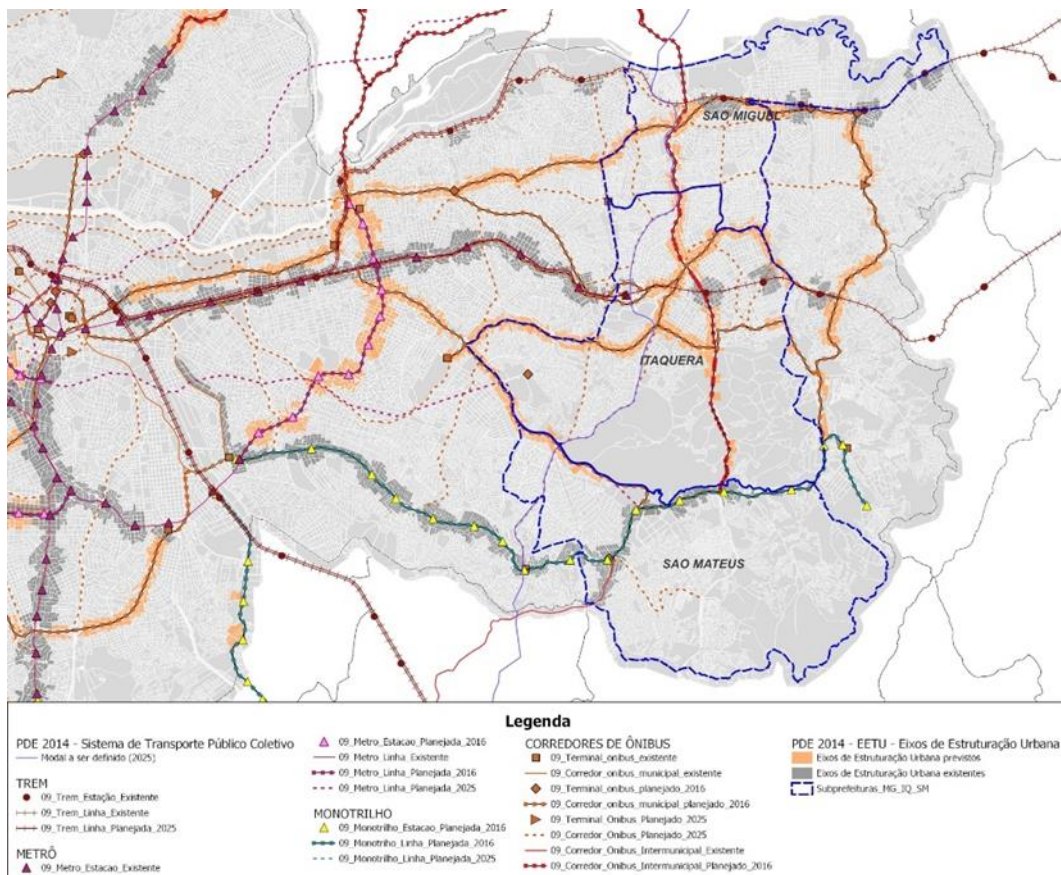 SAO MIGUEL
ITAQUERA
SAO MATEUS
Legenda
PDE 2014 - Sistema de Transporte Público Coletivo
Modal a ser definido (2025)
TREM
09_Trem_Estação_Existente
09_Trem_Linha_Existente
09_Trem_Linha_Planejada_2025
METRÔ
09_Metro_Estacao_Existente
09_Metro_Estacao_Planejada_2016
09_Metro_Linha_Existente
09_Metro_Linha_Planejada_2016
09_Metro_Linha_Planejada_2025
MONOTRILHO
09_Monotrilho_Estacao_Planejada_2016
09_Monotriho_Linha_Planejada_2016
09_Monotrilho_Linha_Planejada_2025
CORREDORES DE ÔNIBUS
09_Terminal_onibus_existente
09_Corredor_onibus_municipal_existente
09_Terminal_onibus_planejado_2016
09_Corredor_onibus_municipal_planejado_2016
09_Terminal_Onibus_Planejado_2025
09_Corredor_Onibus_Planejado_2025
09_Corredor_Onibus_Intermunicipal_Existente
09_Corredor_Onibus_Intermunicipal_Planejado_2016
PDE 2014 - EETU - Eixos de Estruturação Urbana
Eixos de Estruturação Urbana previstos
Eixos de Estruturação Urbana existentes
Subprefeituras_MG_IQ_SM